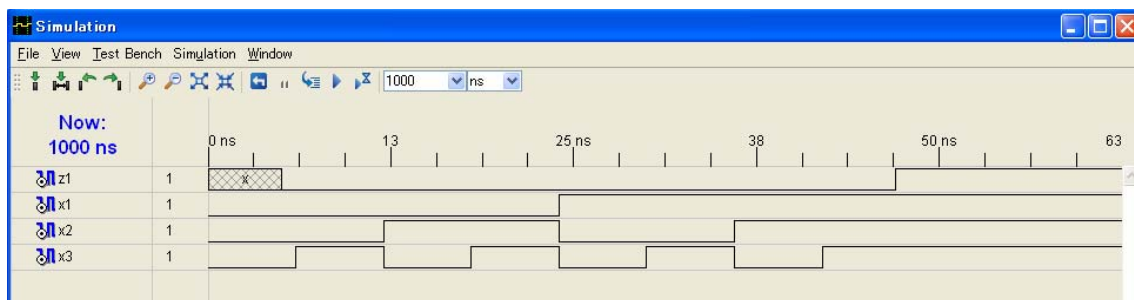 Simulation
File View Test Bench Simulation Window
1000 ns
Now:
1000 ns
0 ns 13 25 ns 38 50 ns 63
z1 1 x
x1 1
x2 1
x3 1